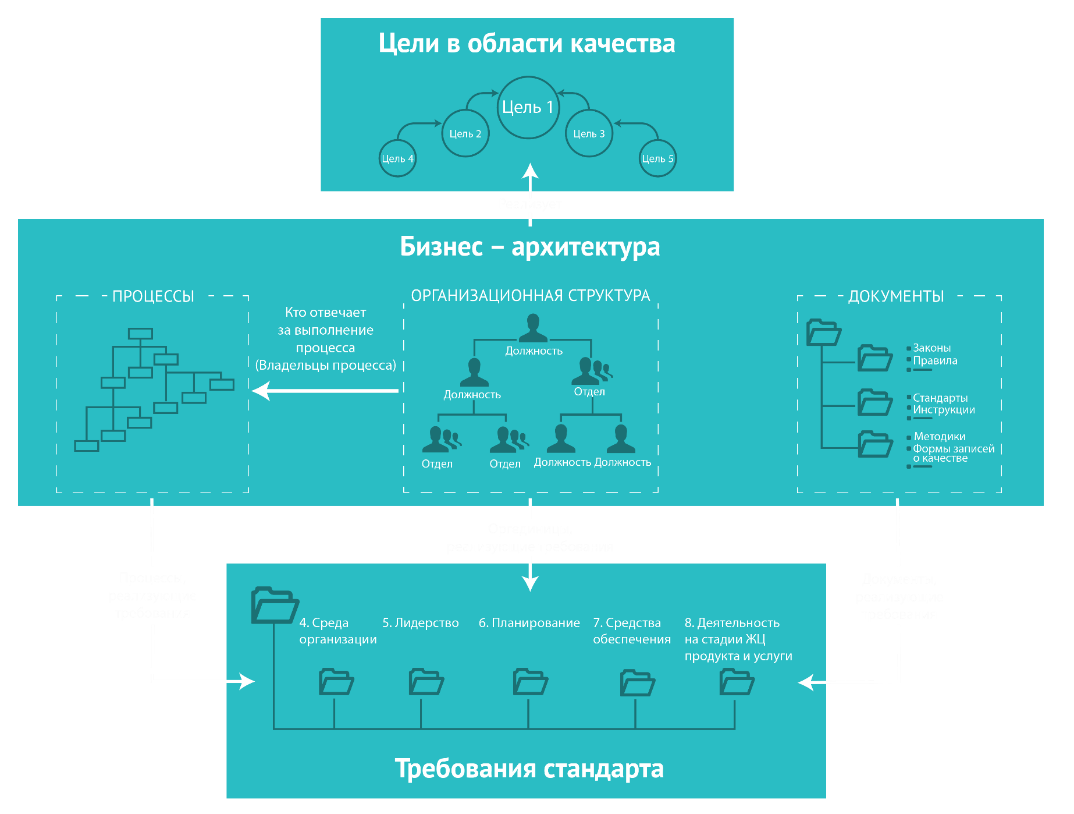 Цели в области качества
Цель 1
Цель 2
Цель 3
Цель 4
Цель 5
Бизнес – архитектура
ПРОЦЕССЫ
Кто отвечает
за выполнение
процесса
(Владельцы процесса)
ОРГАНИЗАЦИОННАЯ СТРУКТУРА
Должность
Должность
Отдел
Отдел
Отдел
Должность
Должность
ДОКУМЕНТЫ
Законы
Правила
Стандарты
Инструкции
Методики
Формы записей
о качестве
4. Среда
организации
5. Лидерство
6. Планирование
7. Средства
обеспечения
8. Деятельность
на стадии ЖЦ
продукта и услуги
Требования стандарта